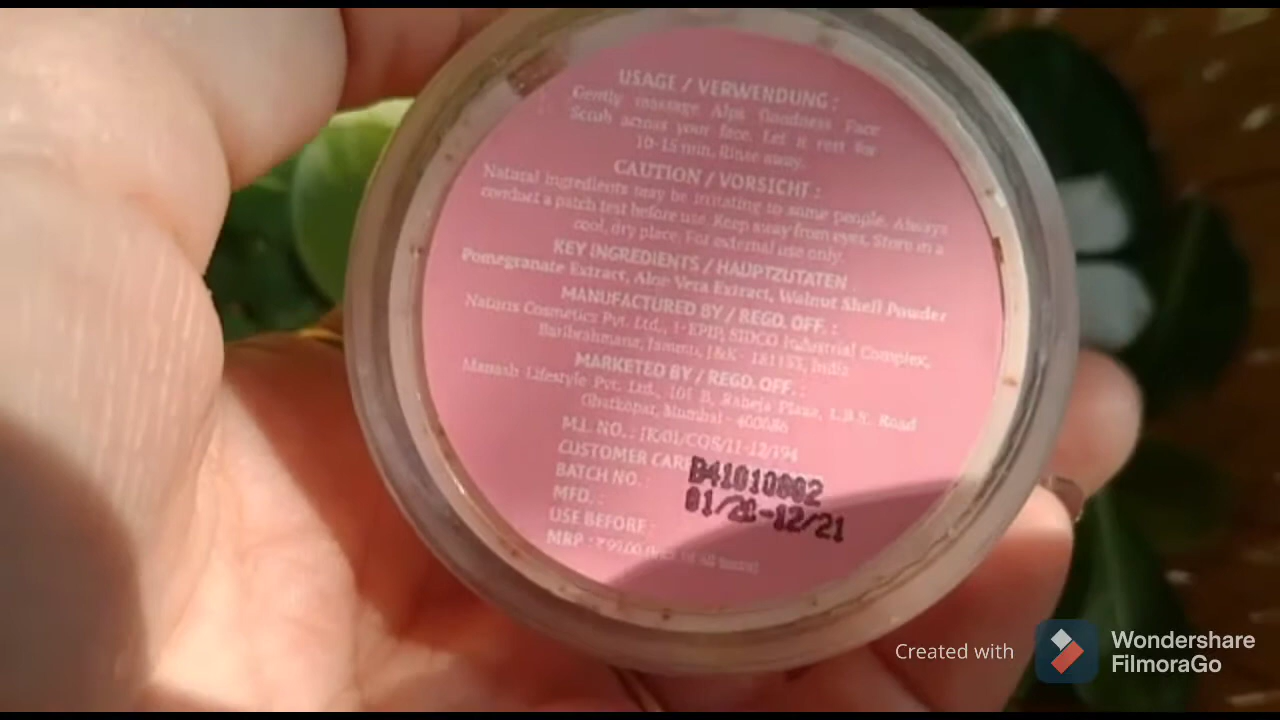 USAGE / VERWENDUNG :
Gently massage Alps Goodness Face
Scrub across your face. Let it rest for
10-15 min. Rinse away.
CAUTION / VORSICHT :
Natural ingredients may be irritating to some people. Always
conduct a patch test before use. Keep away from eyes. Store in a
cool, dry place. For external use only.
KEY INGREDIENTS / HAUPTZUTATEN
Pomegranate Extract, Aloe Vera Extract, Walnut Shell Powder
MANUFACTURED BY / REGD. OFF. :
Cosmetics Pvt. Ltd., 1-EPIP, SIDCO Industrial Complex,
Baribrahmana, Jammu, J&K - 181133, India
MARKETED BY / REGD. OFF. :
Manash Lifestyle Pvt. Ltd., 101 B, Raheja Plaza, L.B.S. Road
Ghatkopar, Mumbai - 400086
M.L. NO. : JK/01/COS/11-12/194
CUSTOMER CARE
BATCH NO. : B41010802
MFD. : 01/21-12/21
USE BEFORE :
MRP :
Created with Wondershare
FilmoraGo